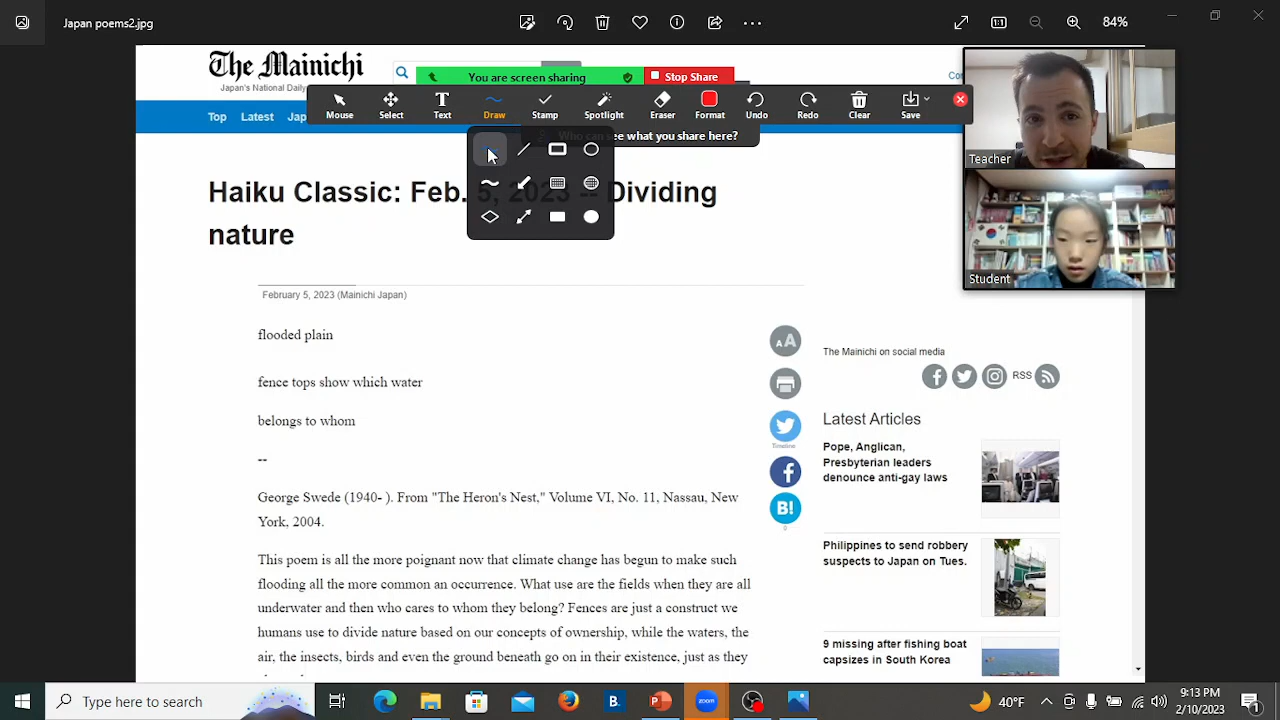 Japan poems2.jpg
84%
The Mainichi
Japan's National Daily
You are screen sharing
Stop Share
Mouse
Select
Text
Draw
Stamp
Spotlight
Eraser
Format
Undo
Redo
Clear
Save
Top
Latest
Who can see what you share here?
Teacher
Student
Haiku Classic: Feb. 5, 2023 -- Dividing
nature
February 5, 2023 (Mainichi Japan)
flooded plain
fence tops show which water
belongs to whom
--
George Swede (1940- ). From "The Heron's Nest," Volume VI, No. 11, Nassau, New
York, 2004.
This poem is all the more poignant now that climate change has begun to make such
flooding all the more common an occurrence. What use are the fields when they are all
underwater and then who cares to whom they belong? Fences are just a construct we
humans use to divide nature based on our concepts of ownership, while the waters, the
air, the insects, birds and even the ground beneath go on in their existence, just as they
AA
Timeline
B!
0
The Mainichi on social media
RSS
Latest Articles
Pope, Anglican,
Presbyterian leaders
denounce anti-gay laws
Philippines to send robbery
suspects to Japan on Tues.
9 missing after fishing boat
capsizes in South Korea
Type here to search
B.
zoom
40°F
9:13 PM
2/10/2023